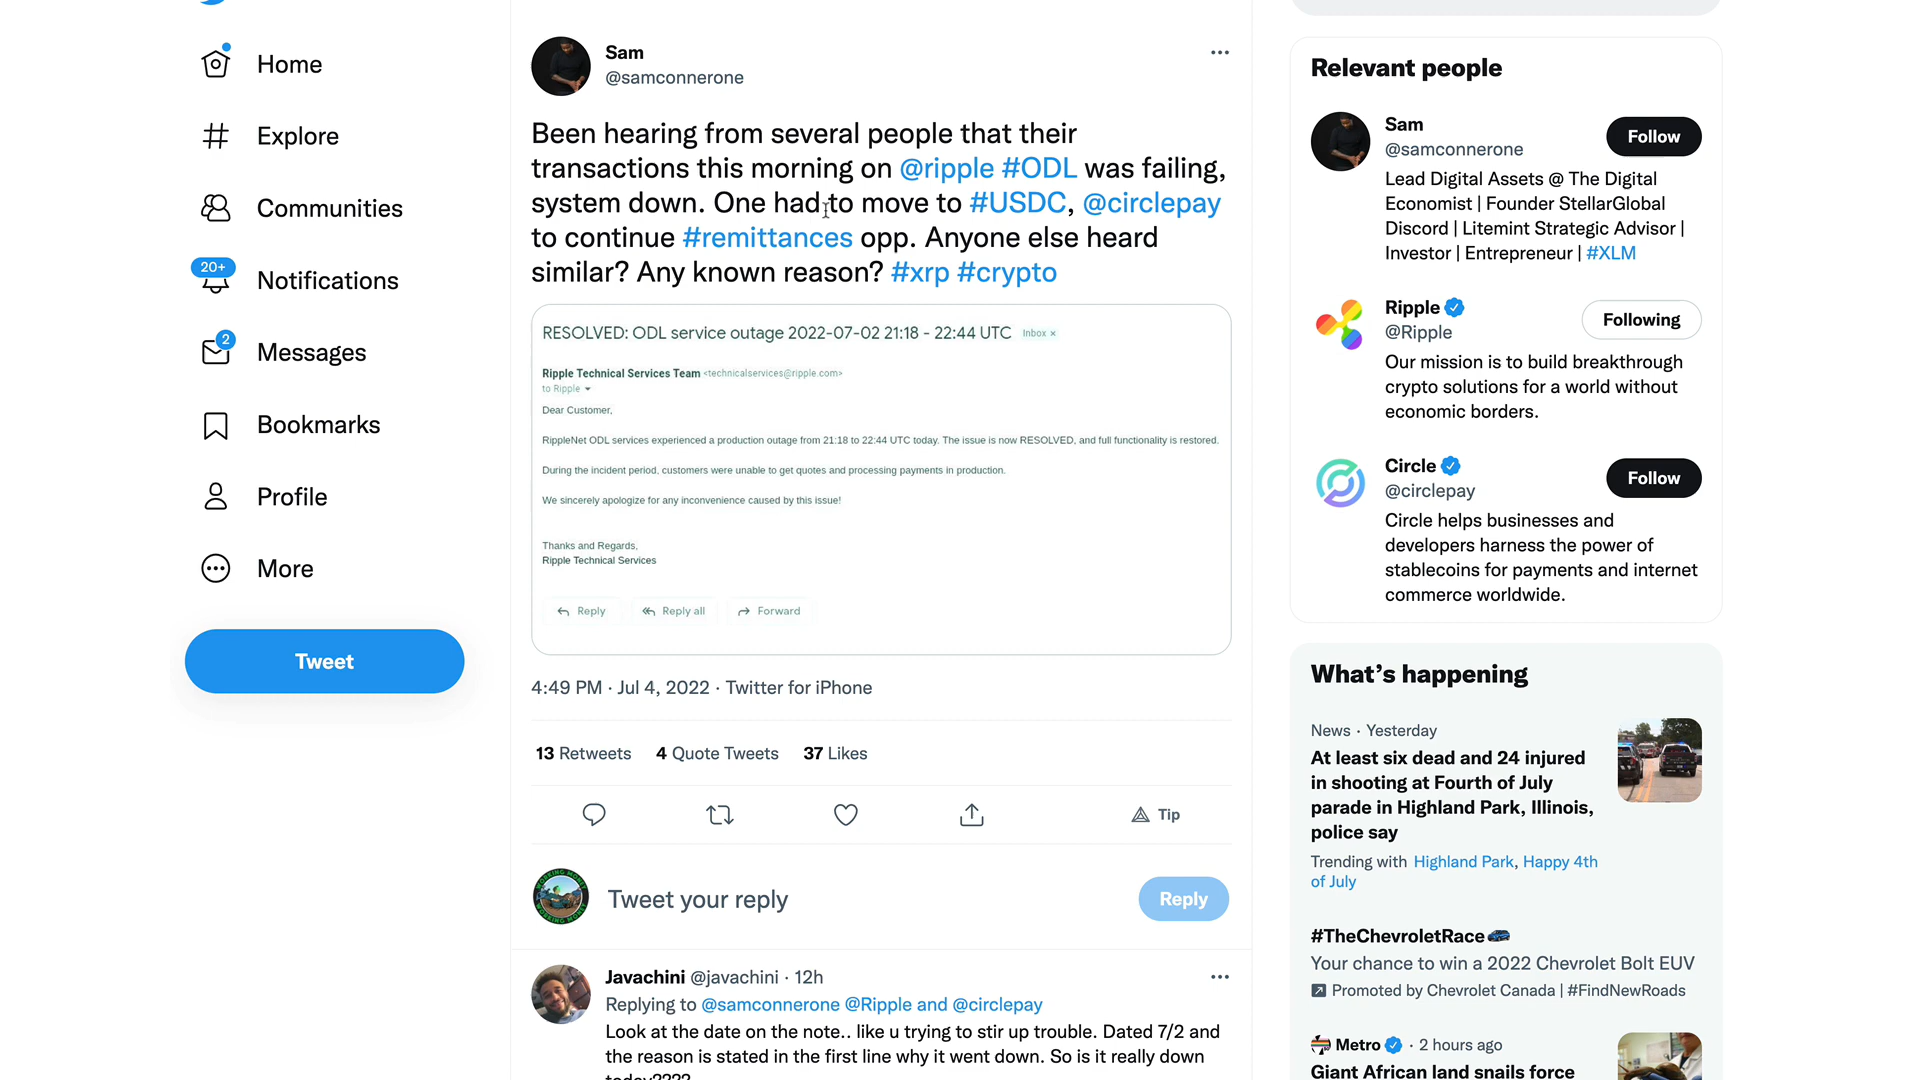 Home
Explore
Communities
20+
Notifications
2
Messages
Bookmarks
Profile
More
Tweet
Sam
@samconnerone
Been hearing from several people that their
transactions this morning on @ripple #ODL was failing,
system down. One had to move to #USDC, @circlepay
to continue #remittances opp. Anyone else heard
similar? Any known reason? #xrp #crypto
RESOLVED: ODL service outage 2022-07-02 21:18 - 22:44 UTC Inbox ×
Ripple Technical Services Team <technicalservices@ripple.com>
to Ripple
Dear Customer,
RippleNet ODL services experienced a production outage from 21:18 to 22:44 UTC today. The issue is now RESOLVED, and full functionality is restored.
During the incident period, customers were unable to get quotes and processing payments in production.
We sincerely apologize for any inconvenience caused by this issue!
Thanks and Regards,
Ripple Technical Services
Reply Reply all Forward
4:49 PM · Jul 4, 2022 · Twitter for iPhone
13 Retweets 4 Quote Tweets 37 Likes
Tip
WORKING MONEY
Tweet your reply
Reply
Javachini @javachini · 12h
Replying to @samconnerone @Ripple and @circlepay
Look at the date on the note.. like u trying to stir up trouble. Dated 7/2 and
the reason is stated in the first line why it went down. So is it really down
today????
Relevant people
Sam
@samconnerone
Follow
Lead Digital Assets @ The Digital
Economist | Founder StellarGlobal
Discord | Litemint Strategic Advisor |
Investor | Entrepreneur | #XLM
Ripple
@Ripple
Following
Our mission is to build breakthrough
crypto solutions for a world without
economic borders.
Circle
@circlepay
Follow
Circle helps businesses and
developers harness the power of
stablecoins for payments and internet
commerce worldwide.
What's happening
News · Yesterday
At least six dead and 24 injured
in shooting at Fourth of July
parade in Highland Park, Illinois,
police say
Trending with Highland Park, Happy 4th
of July
#TheChevroletRace
Your chance to win a 2022 Chevrolet Bolt EUV
Promoted by Chevrolet Canada | #FindNewRoads
Metro · 2 hours ago
Giant African land snails force